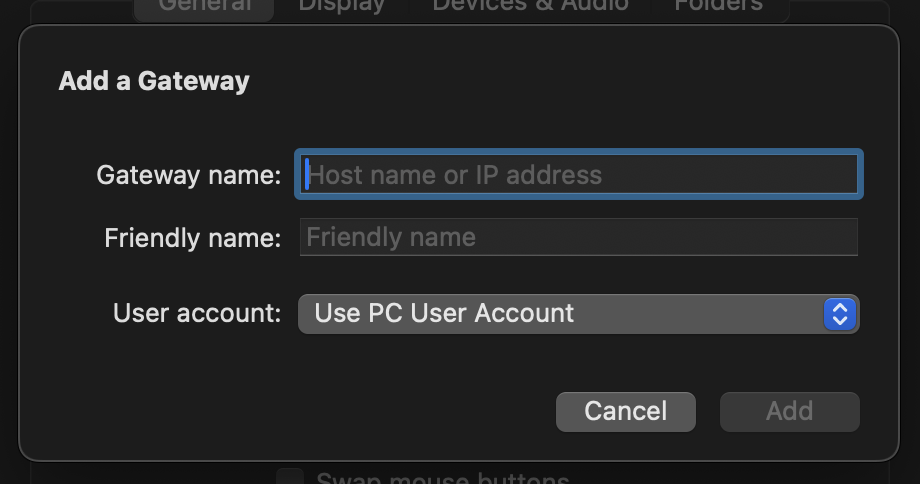 General Display Devices & Audio Folders
Add a Gateway
Gateway name: Host name or IP address
Friendly name: Friendly name
User account: Use PC User Account
Cancel Add
Swap mouse buttons